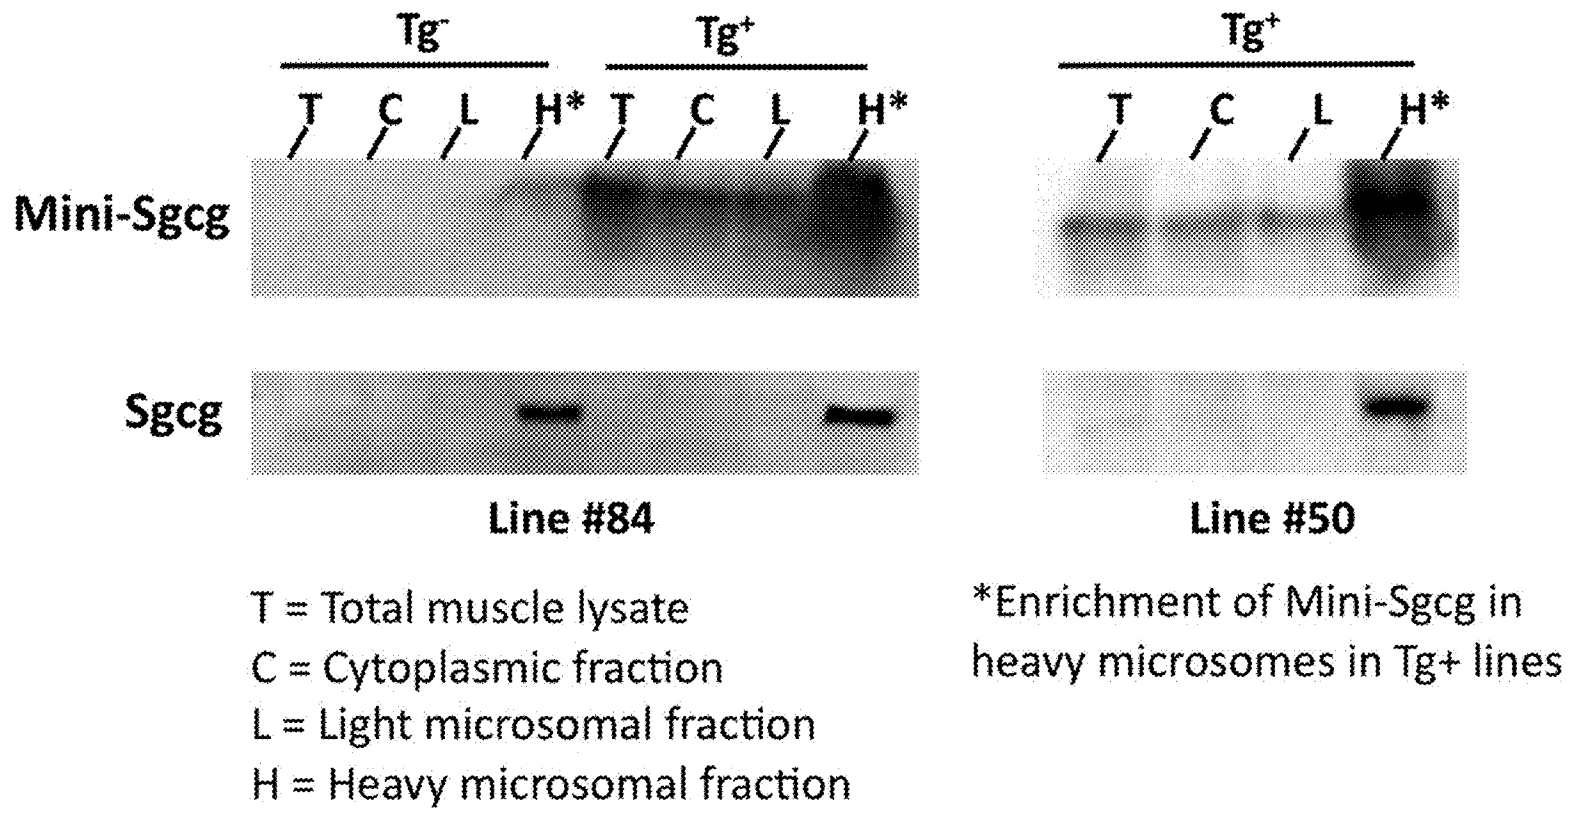 Tg- Tg+ Tg+
T C L H* T C L H* T C L H*
Mini-Sgcg
Sgcg
Line #84 Line #50
T = Total muscle lysate
C = Cytoplasmic fraction
L = Light microsomal fraction
H = Heavy microsomal fraction
*Enrichment of Mini-Sgcg in
heavy microsomes in Tg+ lines